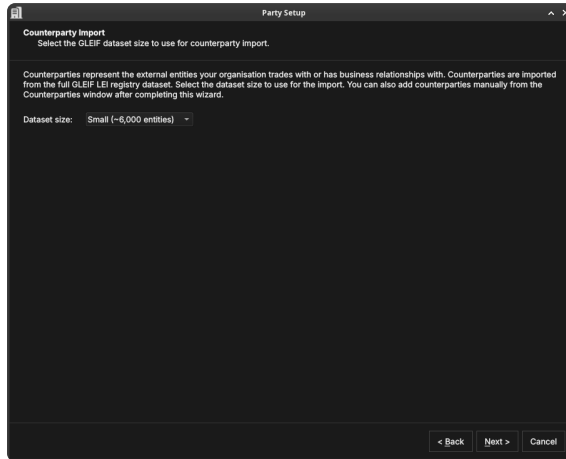 Party Setup
Counterparty Import
Select the GLEIF dataset size to use for counterparty import.
Counterparties represent the external entities your organisation trades with or has business relationships with. Counterparties are imported
from the full GLEIF LEI registry dataset. Select the dataset size to use for the import. You can also add counterparties manually from the
Counterparties window after completing this wizard.
Dataset size: Small (~6,000 entities)
< Back Next > Cancel